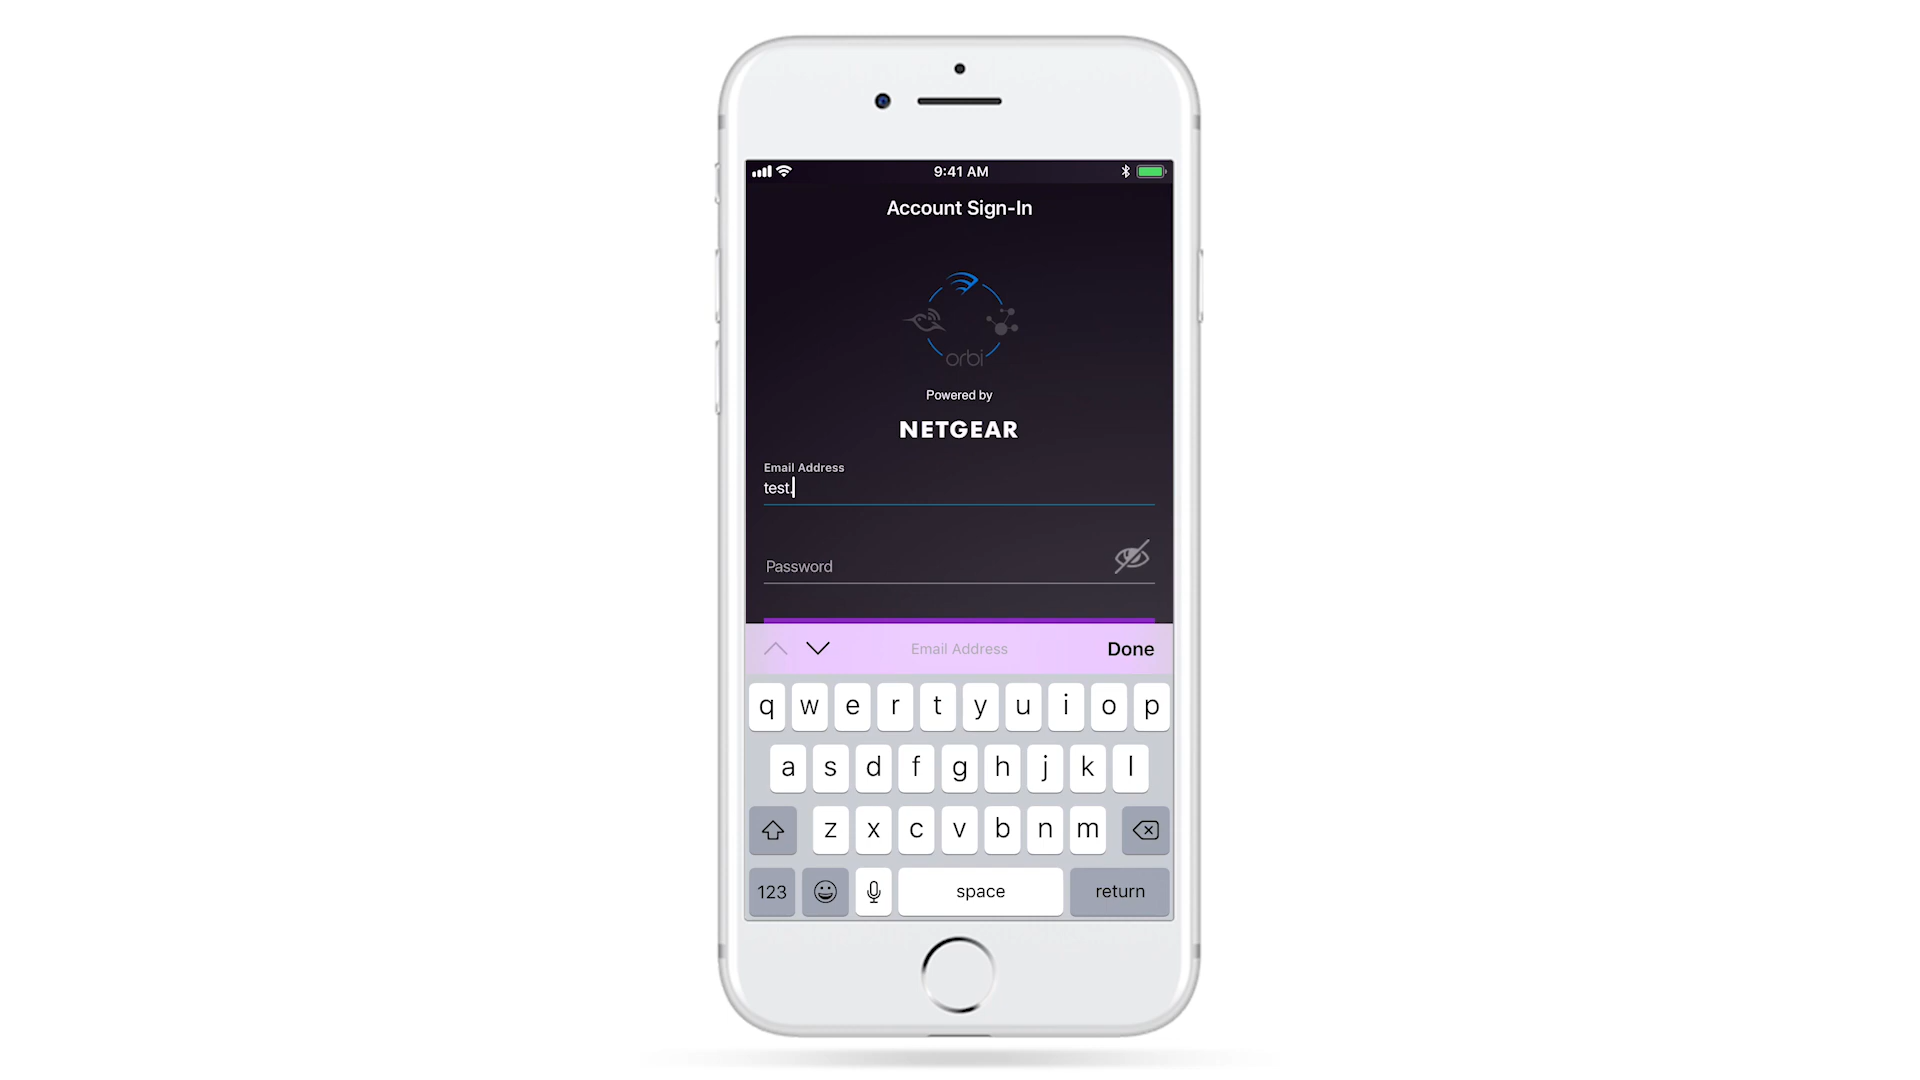 9:41 AM
Account Sign-In
orbi
Powered by
NETGEAR
Email Address
test.
Password
Email Address Done
q w e r t y u i o p
a s d f g h j k l
z x c v b n m
123 space return